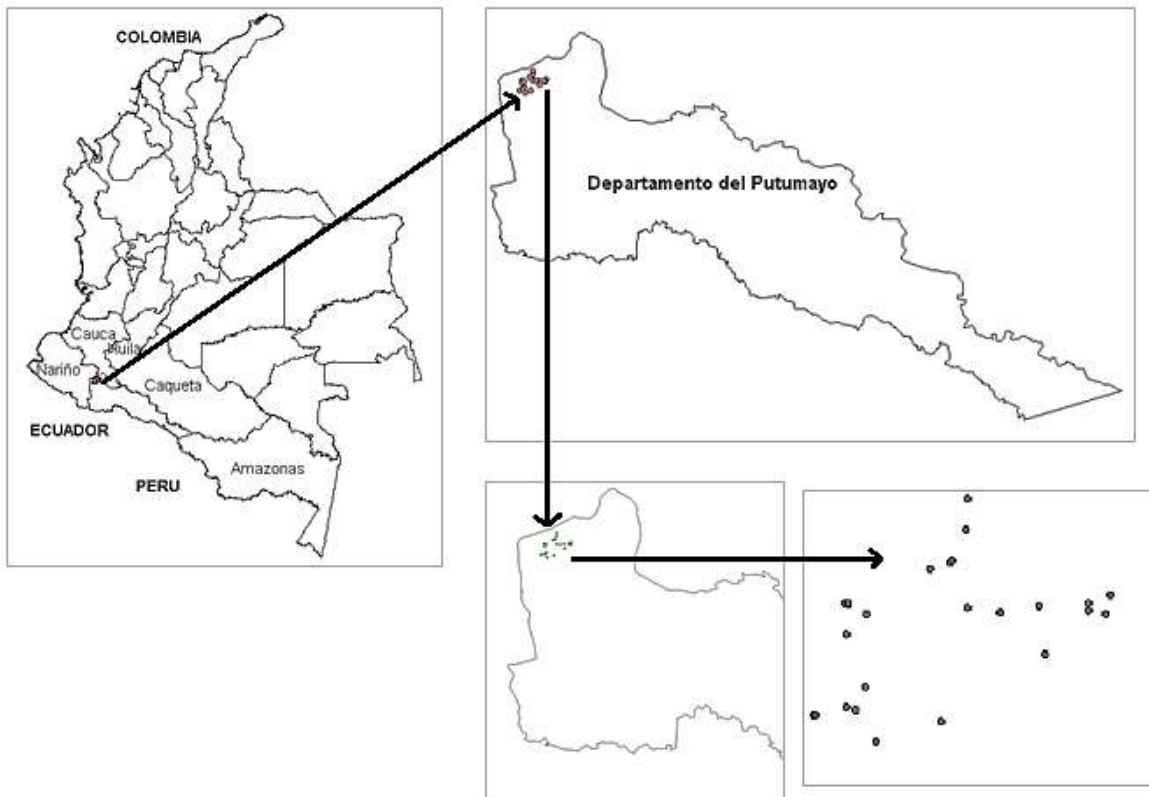 COLOMBIA
Departamento del Putumayo
Cauca
Huila
Nariño
Caqueta
ECUADOR
Amazonas
PERU